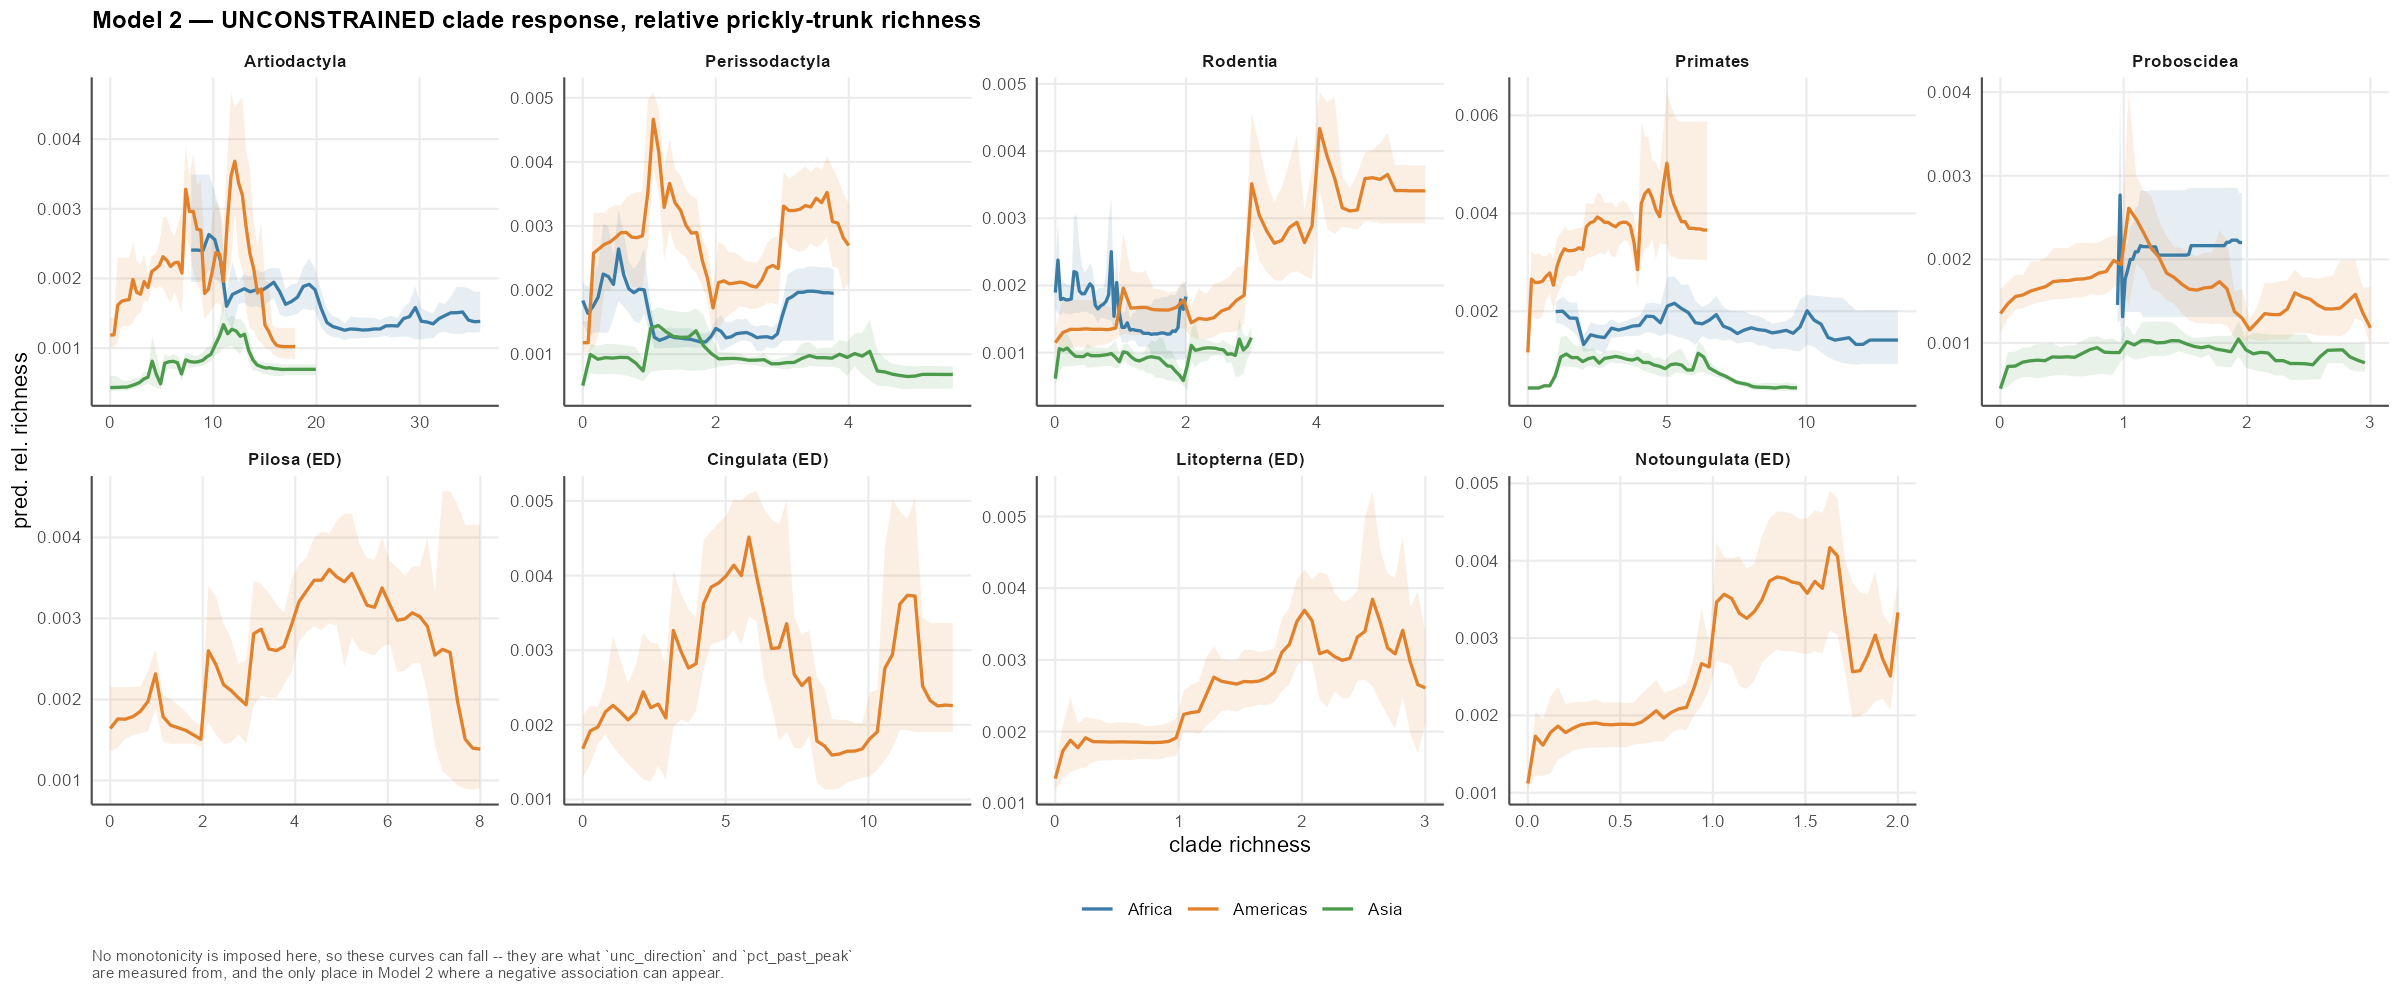 Model 2 — UNCONSTRAINED clade response, relative prickly-trunk richness
Artiodactyla
Perissodactyla
Rodentia
Primates
Proboscidea
0.004
0.003
0.002
0.001
0 10 20 30
0.005
0.004
0.003
0.002
0.001
0 2 4
0.005
0.004
0.003
0.002
0.001
0 2 4
0.006
0.004
0.002
0 5 10
0.004
0.003
0.002
0.001
0 1 2 3
pred. rel. richness
Pilosa (ED)
Cingulata (ED)
Litopterna (ED)
Notoungulata (ED)
0.004
0.003
0.002
0.001
0 2 4 6 8
0.005
0.004
0.003
0.002
0.001
0 5 10
0.005
0.004
0.003
0.002
0.001
0 1 2 3
0.005
0.004
0.003
0.002
0.001
0.0 0.5 1.0 1.5 2.0
clade richness
Africa Americas Asia
No monotonicity is imposed here, so these curves can fall -- they are what `unc_direction` and `pct_past_peak`
are measured from, and the only place in Model 2 where a negative association can appear.